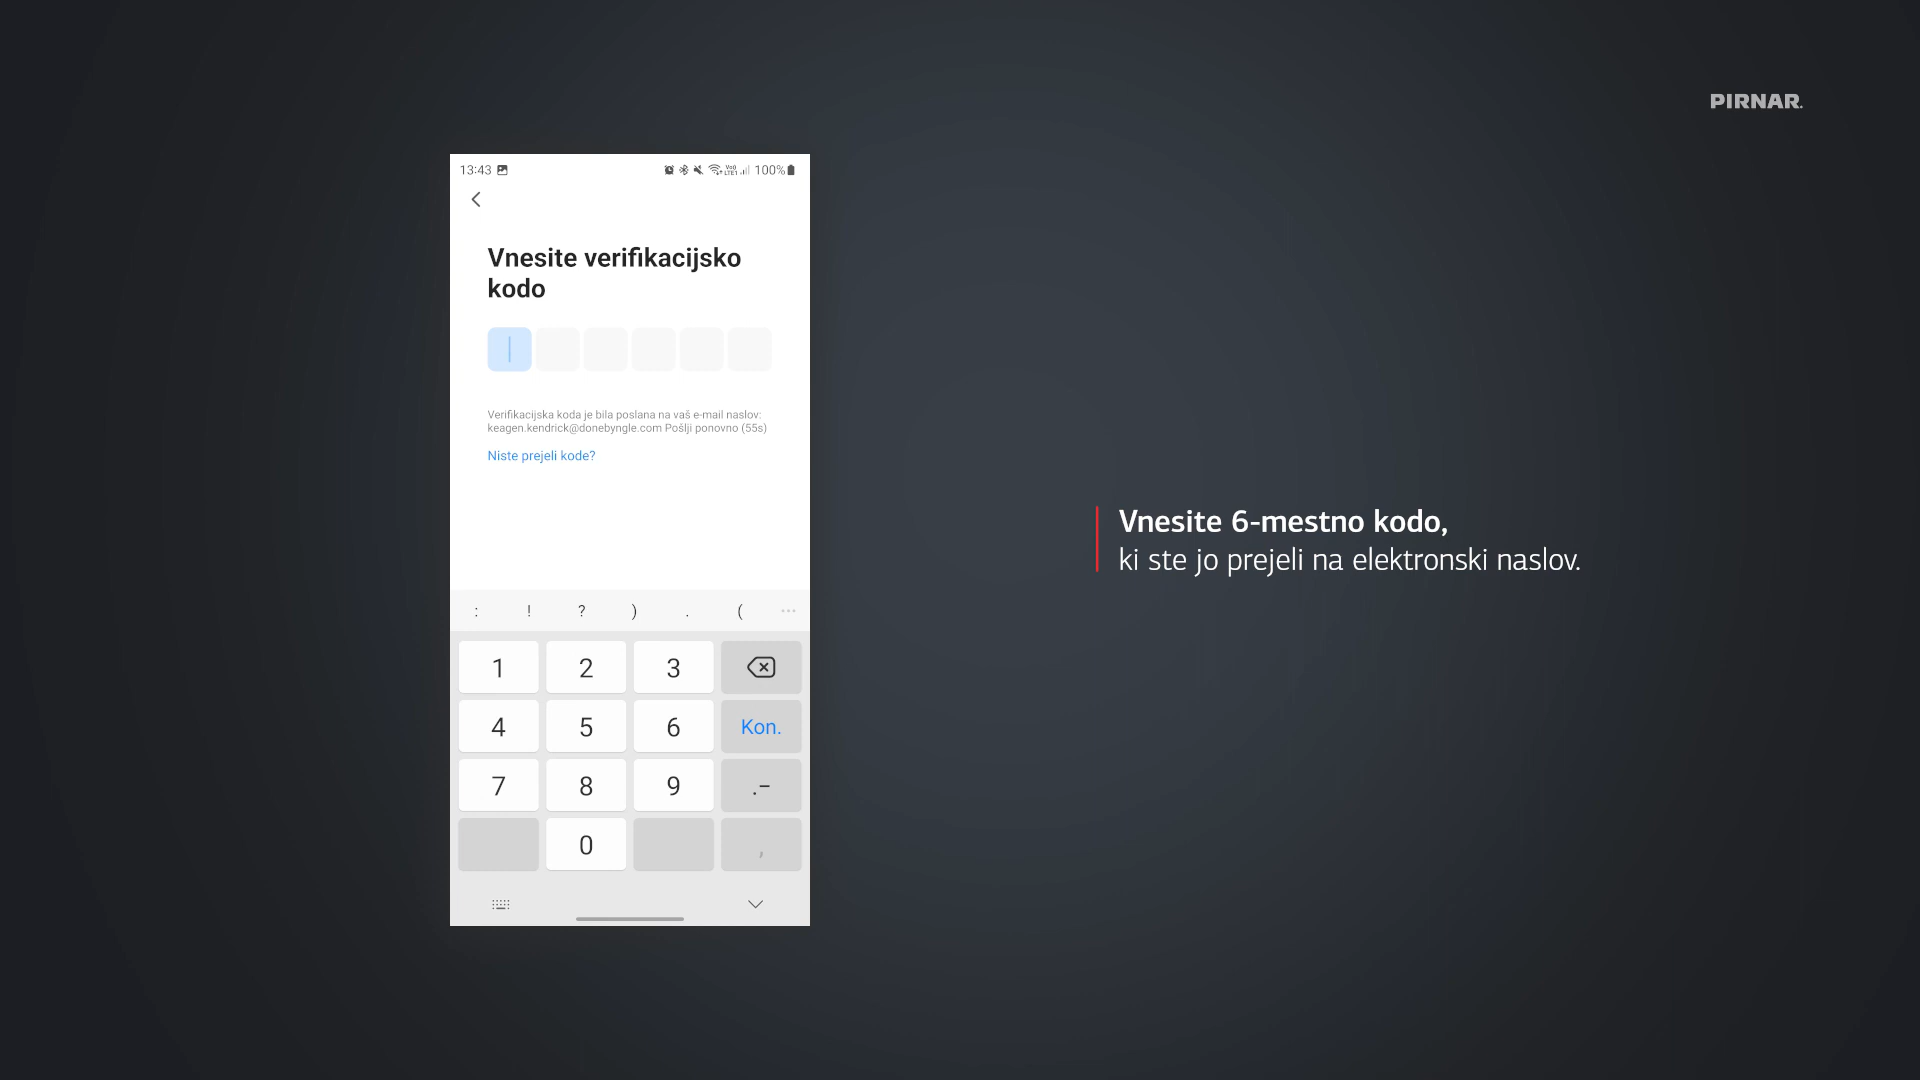 PIRNAR.
13:43
100%
Vnesite verifikacijsko
kodo
Verifikacijska koda je bila poslana na vaš e-mail naslov:
keagen.kendrick@donebyngle.com Pošlji ponovno (55s)
Niste prejeli kode?
Vnesite 6-mestno kodo,
ki ste jo prejeli na elektronski naslov.
: ! ? ) . ( ...
1 2 3
4 5 6 Kon.
7 8 9 .-
0 ,